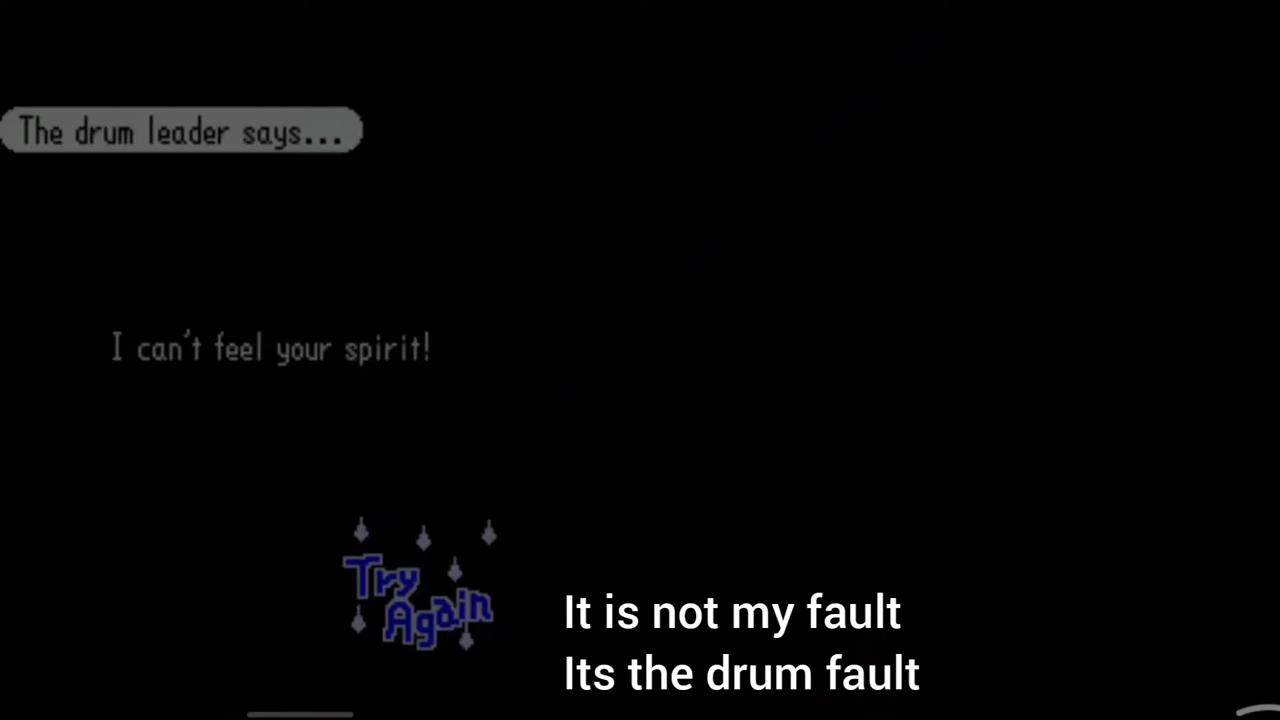 The drum leader says...
I can't feel your spirit!
Try
Again
It is not my fault
Its the drum fault